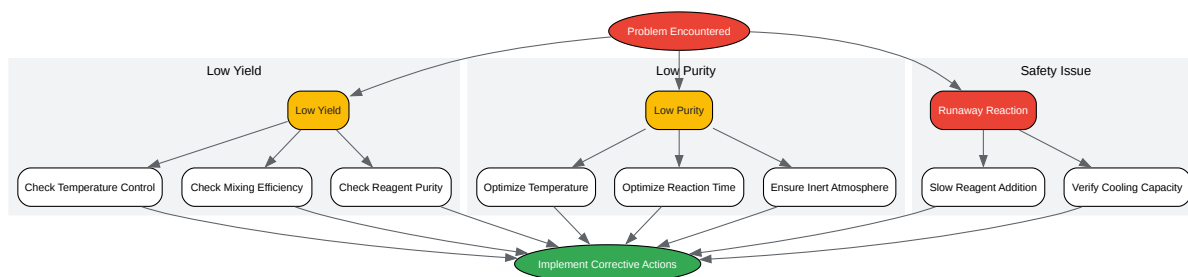 Problem Encountered
Low Yield
Low Purity
Safety Issue
Low Yield
Low Purity
Runaway Reaction
Check Temperature Control
Check Mixing Efficiency
Check Reagent Purity
Optimize Temperature
Optimize Reaction Time
Ensure Inert Atmosphere
Slow Reagent Addition
Verify Cooling Capacity
Implement Corrective Actions